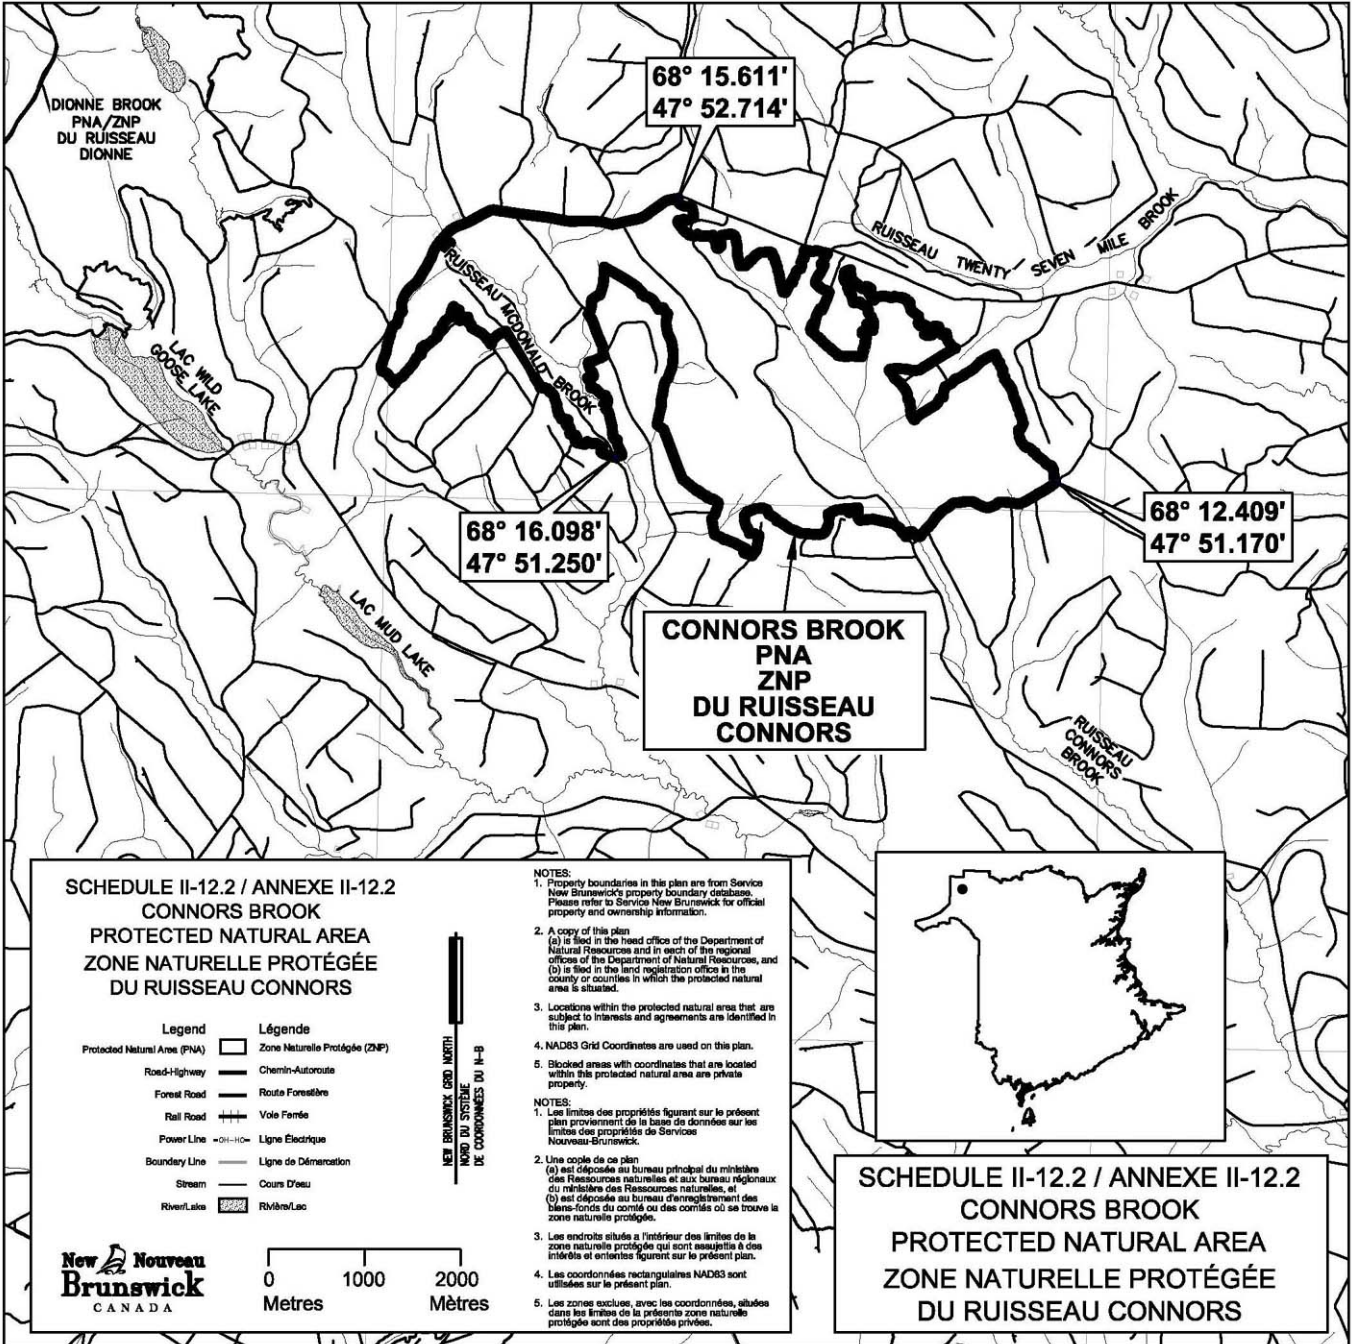 DIONNE BROOK
PNA/ZNP
DU RUISSEAU
DIONNE
68° 15.611'
47° 52.714'
RUISSEAU TWENTY SEVEN MILE BROOK
RUISSEAU MCDONALD BROOK
LAC WILD
GOOSE LAKE
68° 16.098'
47° 51.250'
68° 12.409'
47° 51.170'
LAC MUD LAKE
CONNORS BROOK
PNA
ZNP
DU RUISSEAU
CONNORS
RUISSEAU
CONNORS
BROOK
SCHEDULE II-12.2 / ANNEXE II-12.2
CONNORS BROOK
PROTECTED NATURAL AREA
ZONE NATURELLE PROTÉGÉE
DU RUISSEAU CONNORS
Legend Légende
Protected Natural Area (PNA) Zone Naturelle Protégée (ZNP)
Road-Highway Chemin-Autoroute
Forest Road Route Forestière
Rail Road Voie Ferrée
Power Line -OH-HO- Ligne Électrique
Boundary Line Ligne de Démarcation
Stream Cours D'eau
River/Lake Rivière/Lac
NEW BRUNSWICK GRID NORTH
NORD DU SYSTÈME
DE COORDONNÉES DU N-B
New Nouveau
Brunswick
CANADA
0 1000 2000
Metres Mètres
NOTES:
1. Property boundaries in this plan are from Service
New Brunswick's property boundary database.
Please refer to Service New Brunswick for official
property and ownership information.
2. A copy of this plan
(a) is filed in the head office of the Department of
Natural Resources and in each of the regional
offices of the Department of Natural Resources, and
(b) is filed in the land registration office in the
county or counties in which the protected natural
area is situated.
3. Locations within the protected natural area that are
subject to interests and agreements are identified in
this plan.
4. NAD83 Grid Coordinates are used on this plan.
5. Blocked areas with coordinates that are located
within this protected natural area are private
property.
NOTES:
1. Les limites des propriétés figurant sur le présent
plan proviennent de la base de données sur les
limites des propriétés de Services
Nouveau-Brunswick.
2. Une copie de ce plan
(a) est déposée au bureau principal du ministère
des Ressources naturelles et aux bureau régionaux
du ministère des Ressources naturelles, et
(b) est déposée au bureau d'enregistrement des
biens-fonds du comté ou des comtés où se trouve la
zone naturelle protégée.
3. Les endroits situés a l'intérieur des limites de la
zone naturelle protégée qui sont assujettis à des
intérêts et ententes figurent sur le présent plan.
4. Les coordonnées rectangulaires NAD83 sont
utilisées sur le présent plan.
5. Les zones exclues, avec les coordonnées, situées
dans les limites de la présente zone naturelle
protégée sont des propriétés privées.
SCHEDULE II-12.2 / ANNEXE II-12.2
CONNORS BROOK
PROTECTED NATURAL AREA
ZONE NATURELLE PROTÉGÉE
DU RUISSEAU CONNORS